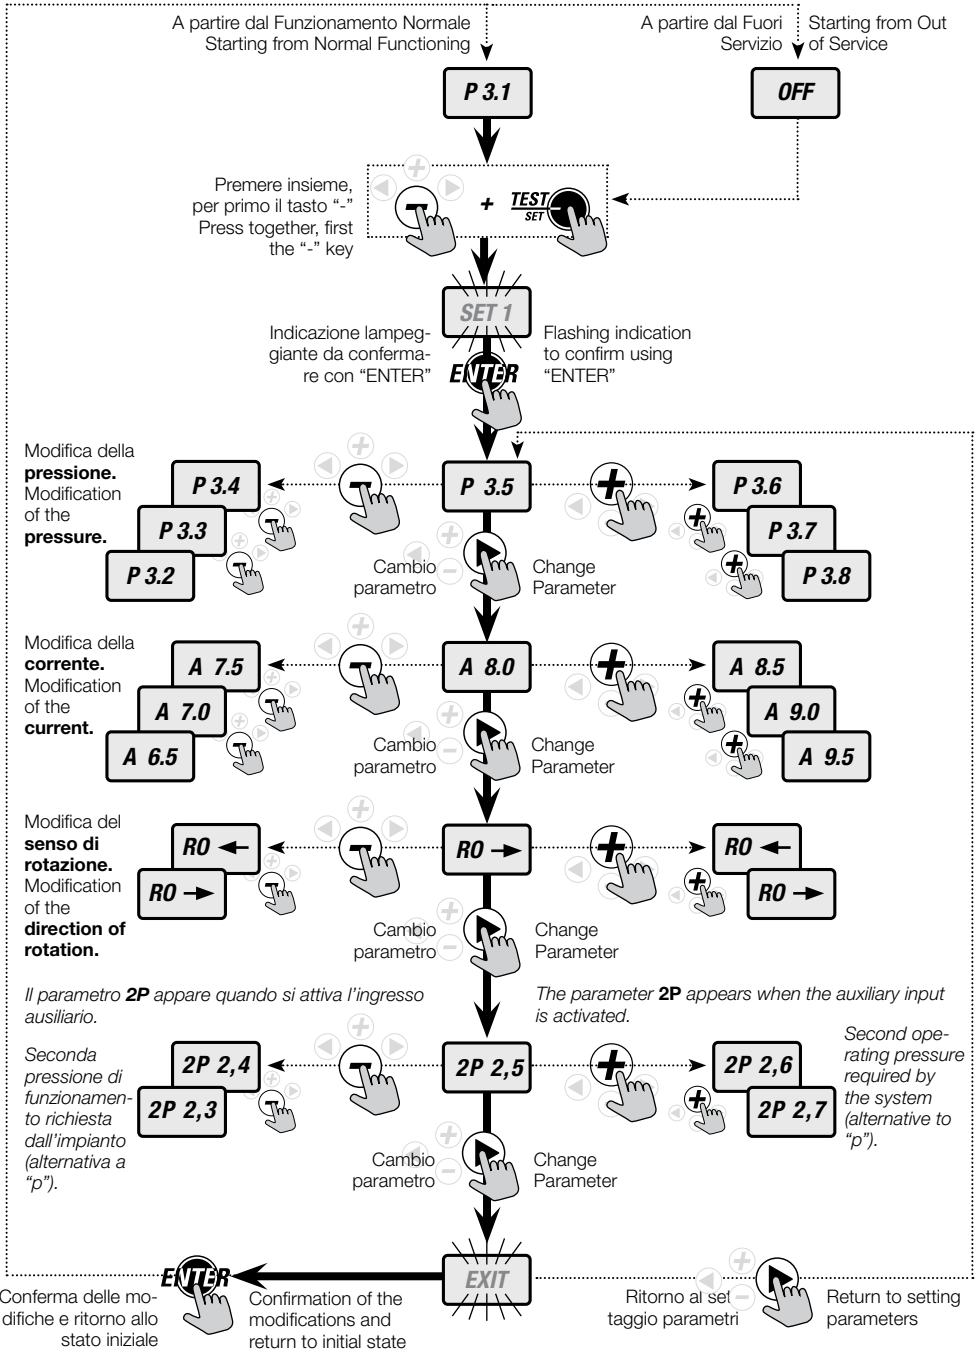 A partire dal Funzionamento Normale
Starting from Normal Functioning
A partire dal Fuori
Servizio
Starting from Out
of Service
P 3.1
OFF
Premere insieme,
per primo il tasto “-”
Press together, first
the “-” key
+
TEST
SET
SET 1
Indicazione lampeg-
giante da conferma-
re con “ENTER”
ENTER
Flashing indication
to confirm using
“ENTER”
Modifica della
pressione.
Modification
of the
pressure.
P 3.4
P 3.3
P 3.2
P 3.5
P 3.6
P 3.7
P 3.8
Cambio
parametro
Change
Parameter
Modifica della
corrente.
Modification
of the
current.
A 7.5
A 7.0
A 6.5
A 8.0
A 8.5
A 9.0
A 9.5
Cambio
parametro
Change
Parameter
Modifica del
senso di
rotazione.
Modification
of the
direction of
rotation.
RO ←
RO →
RO →
RO ←
RO →
Cambio
parametro
Change
Parameter
Il parametro 2P appare quando si attiva l’ingresso
ausiliario.
The parameter 2P appears when the auxiliary input
is activated.
Seconda
pressione di
funzionamen-
to richiesta
dall’impianto
(alternativa a
“p”).
2P 2,4
2P 2,3
2P 2,5
2P 2,6
2P 2,7
Second ope-
rating pressure
required by
the system
(alternative to
“p”).
Cambio
parametro
Change
Parameter
EXIT
ENTER
Conferma delle mo-
difiche e ritorno allo
stato iniziale
Confirmation of the
modifications and
return to initial state
Ritorno al set
taggio parametri
Return to setting
parameters